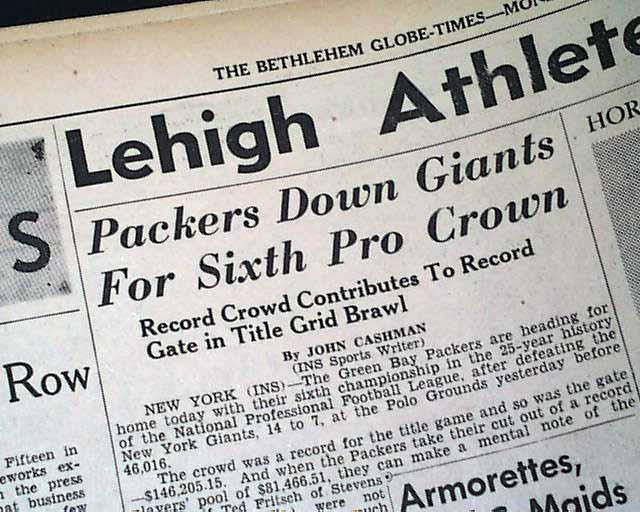 THE BETHLEHEM GLOBE-TIMES—MON
Lehigh Athlete
S
Packers Down Giants
For Sixth Pro Crown
HOR
Record Crowd Contributes To Record
Gate in Title Grid Brawl
By JOHN CASHMAN
(INS Sports Writer)
NEW YORK (INS)—The Green Bay Packers are heading for
home today with their sixth championship in the 25-year history
of the National Professional Football League, after defeating the
New York Giants, 14 to 7, at the Polo Grounds yesterday before
46,016.
The crowd was a record for the title game and so was the gate
—$146,205.15. And when the Packers take their cut out of a record
players' pool of $81,466.51, they can make a mental note of the
of Ted Fritsch of Stevens
were not
Row
Fifteen in
eworks ex-
n the press
at business
few
Armorettes,
Maids